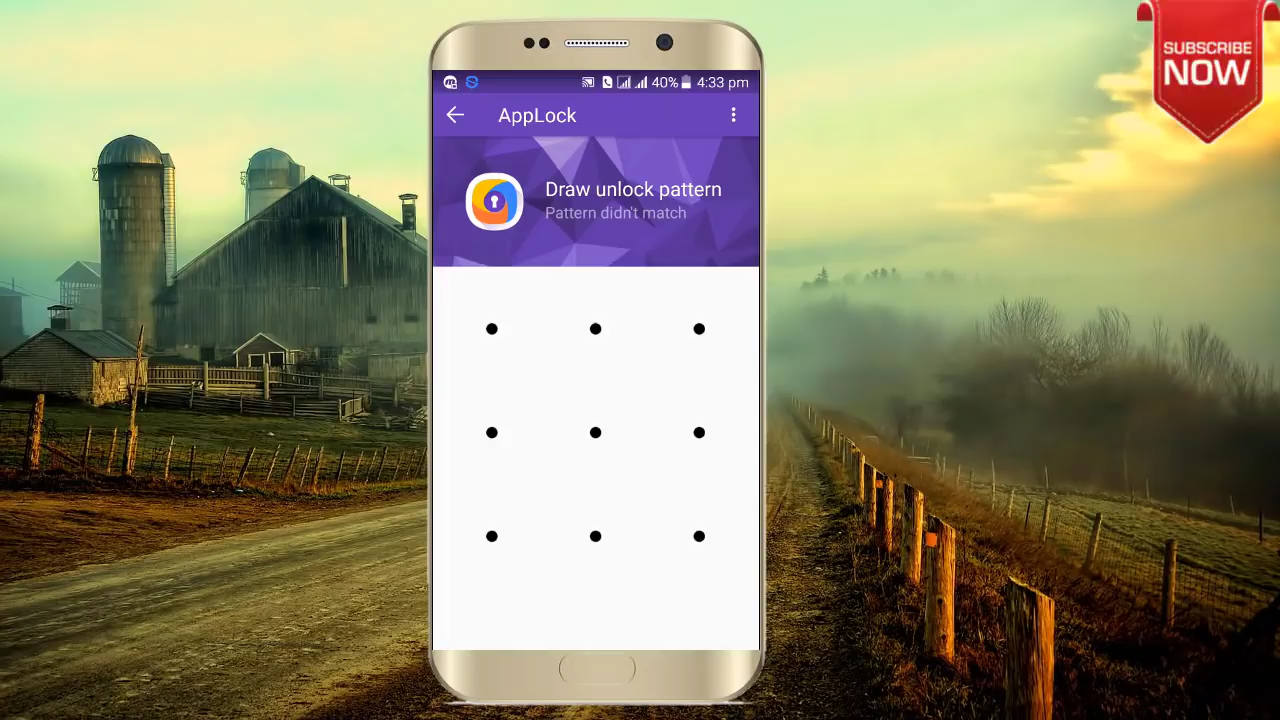 SUBSCRIBE
NOW
40% 4:33 pm
AppLock
Draw unlock pattern
Pattern didn't match